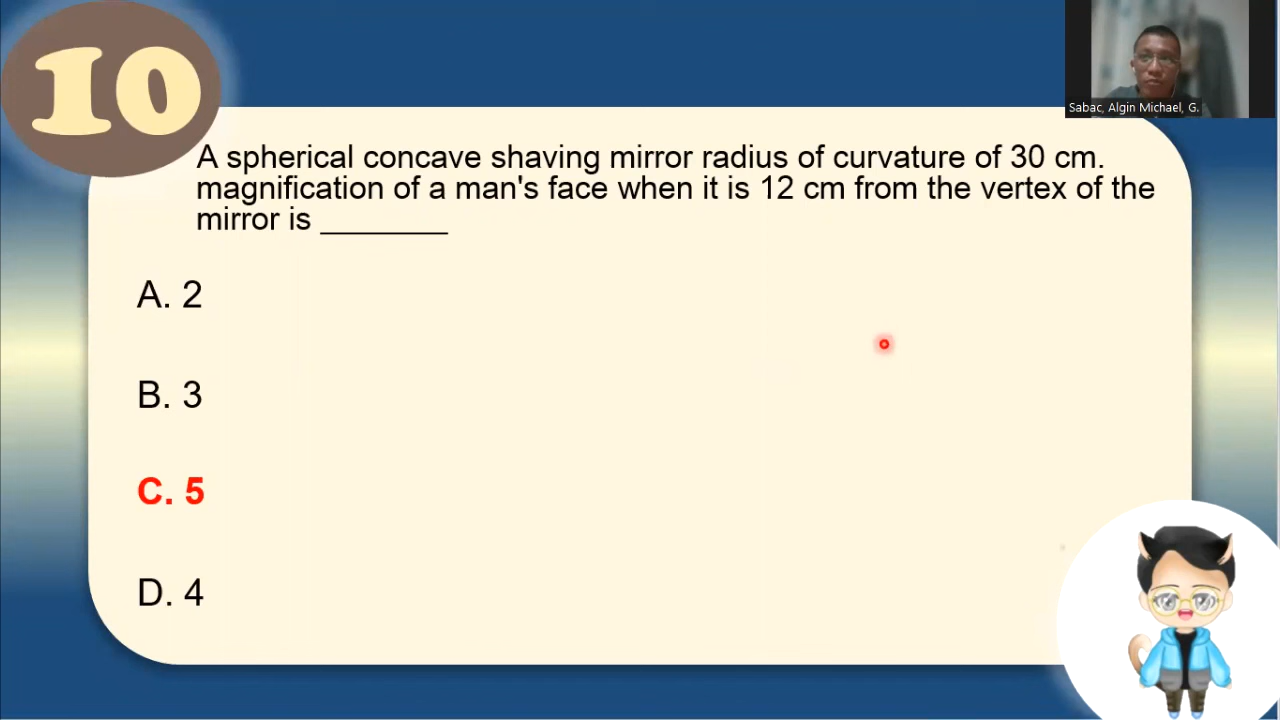 10
Sabac, Algin Michael, G.
A spherical concave shaving mirror radius of curvature of 30 cm.
magnification of a man's face when it is 12 cm from the vertex of the
mirror is ________
A. 2
B. 3
C. 5
D. 4